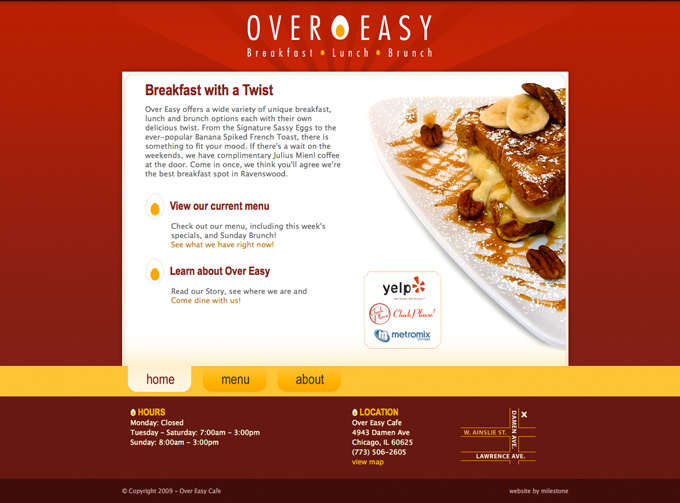 OVER EASY
Breakfast • Lunch • Brunch
Breakfast with a Twist
Over Easy offers a wide variety of unique breakfast,
lunch and brunch options each with their own
delicious twist. From the Signature Sassy Eggs to the
ever-popular Banana Spiked French Toast, there is
something to fit your mood. If there's a wait on the
weekends, we have complimentary Julius Mienl coffee
at the door. Come in once, we think you'll agree we're
the best breakfast spot in Ravenswood.
View our current menu
Check out our menu, including this week's
specials, and Sunday Brunch!
See what we have right now!
Learn about Over Easy
Read our Story, see where we are and
Come dine with us!
yelp
Check, Please!
metromix
home
menu
about
HOURS
Monday: Closed
Tuesday - Saturday: 7:00am - 3:00pm
Sunday: 8:00am - 3:00pm
LOCATION
Over Easy Cafe
4943 Damen Ave
Chicago, IL 60625
(773) 506-2605
view map
DAMEN AVE.
X
W. AINSLIE ST.
LAWRENCE AVE.
© Copyright 2009 - Over Easy Cafe
website by milestone